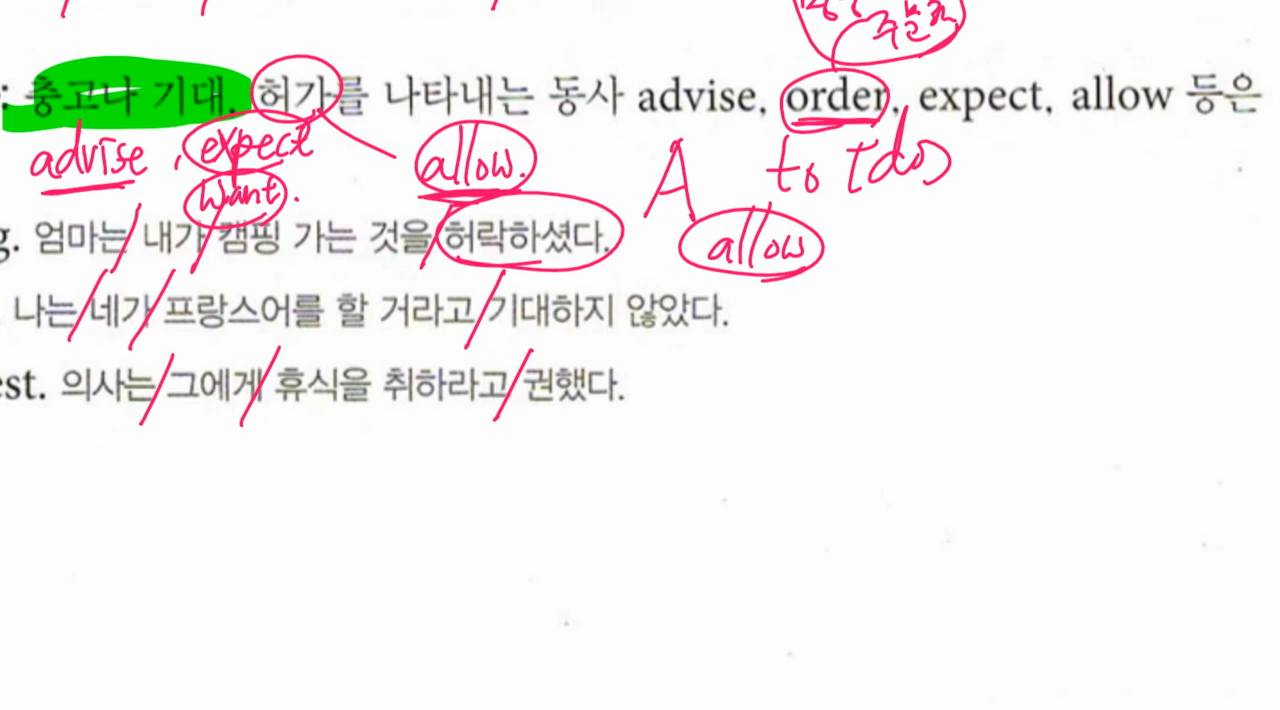 주문하
: 충고나 기대, 허가를 나타내는 동사 advise, order, expect, allow 등은
advise , expect allow. A to [do]
want.
g. 엄마는/내가/캠핑 가는 것을/허락하셨다. allow
나는/네가/프랑스어를 할 거라고/기대하지 않았다.
est. 의사는/그에게/휴식을 취하라고/권했다.